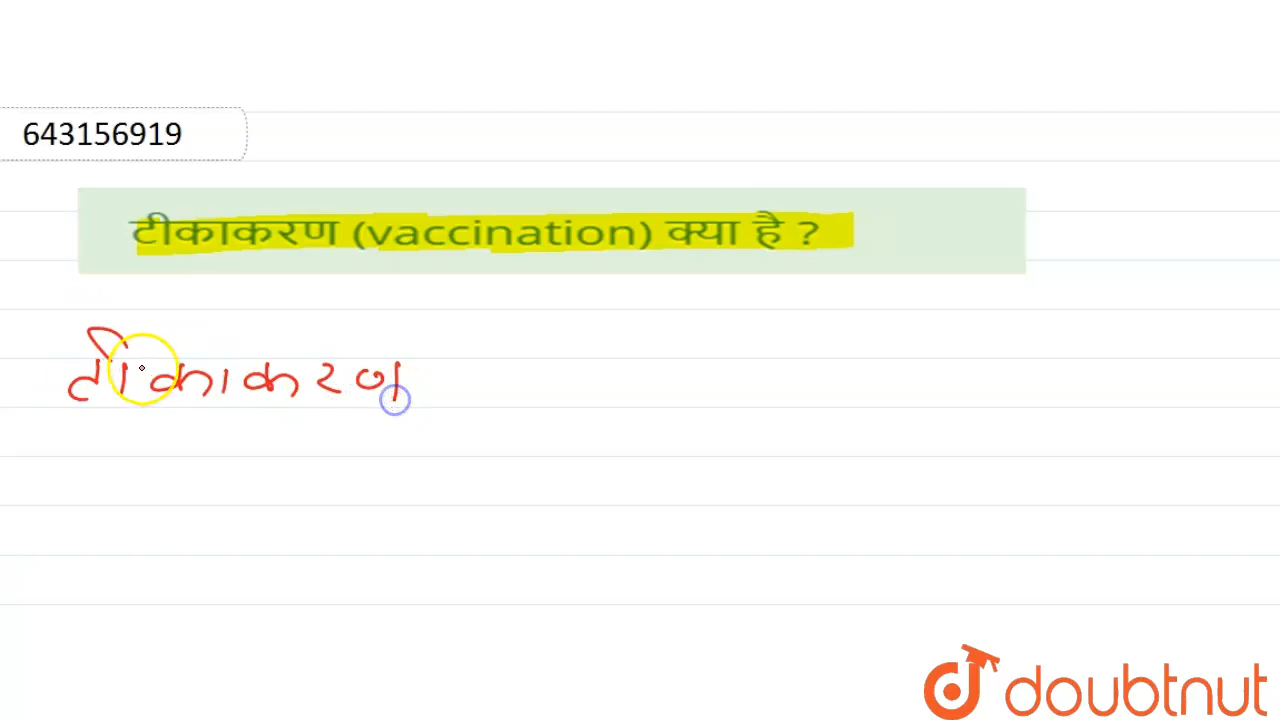 643156919
टीकाकरण (vaccination) क्या है ?
टीकाकरण
doubtnut